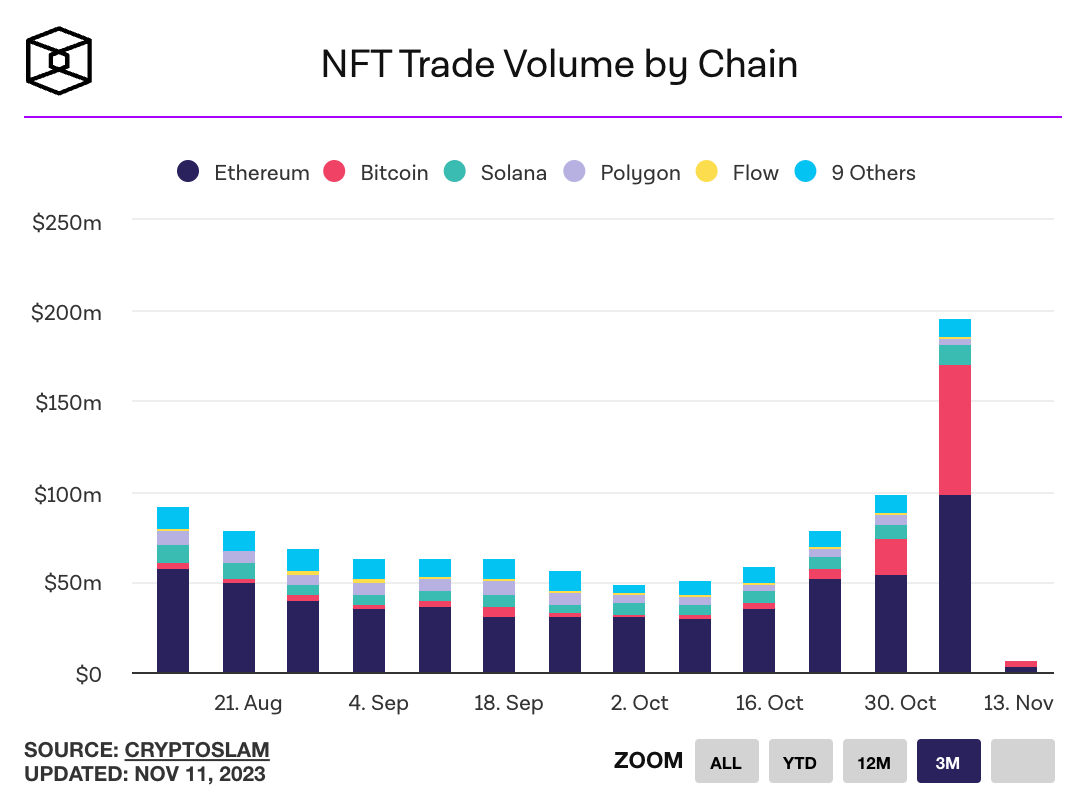 NFT Trade Volume by Chain
Ethereum Bitcoin Solana Polygon Flow 9 Others
$250m
$200m
$150m
$100m
$50m
$0
21. Aug 4. Sep 18. Sep 2. Oct 16. Oct 30. Oct 13. Nov
SOURCE: CRYPTOSLAM
UPDATED: NOV 11, 2023
ZOOM ALL YTD 12M 3M